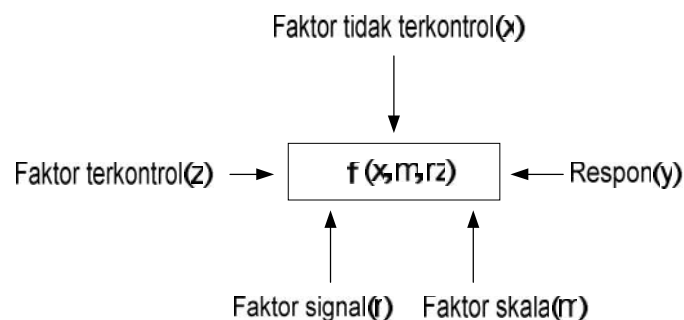 Faktor tidak terkontrol(x)
Faktor terkontrol(z)
f (x,m,rz)
Respon(y)
Faktor signal(r)
Faktor skala(m)